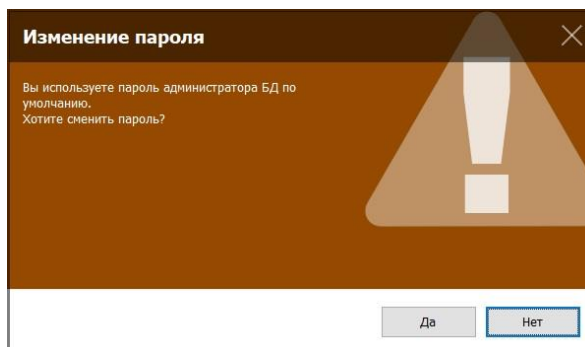 Изменение пароля
Вы используете пароль администратора БД по
умолчанию.
Хотите сменить пароль?
Да
Нет